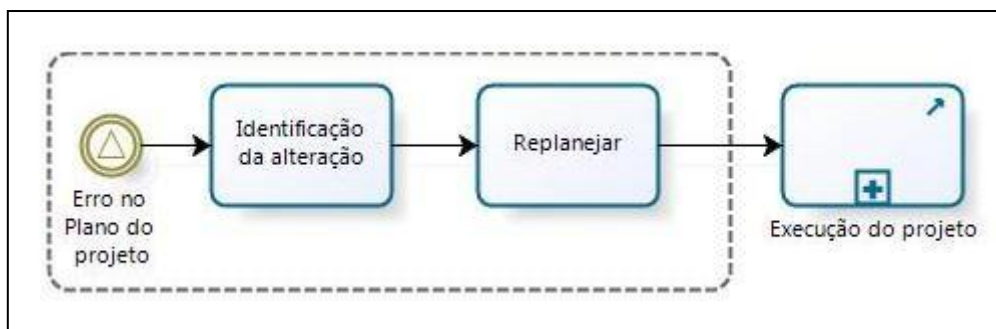 Erro no
Plano do
projeto
Identificação
da alteração
Replanejar
Execução do projeto